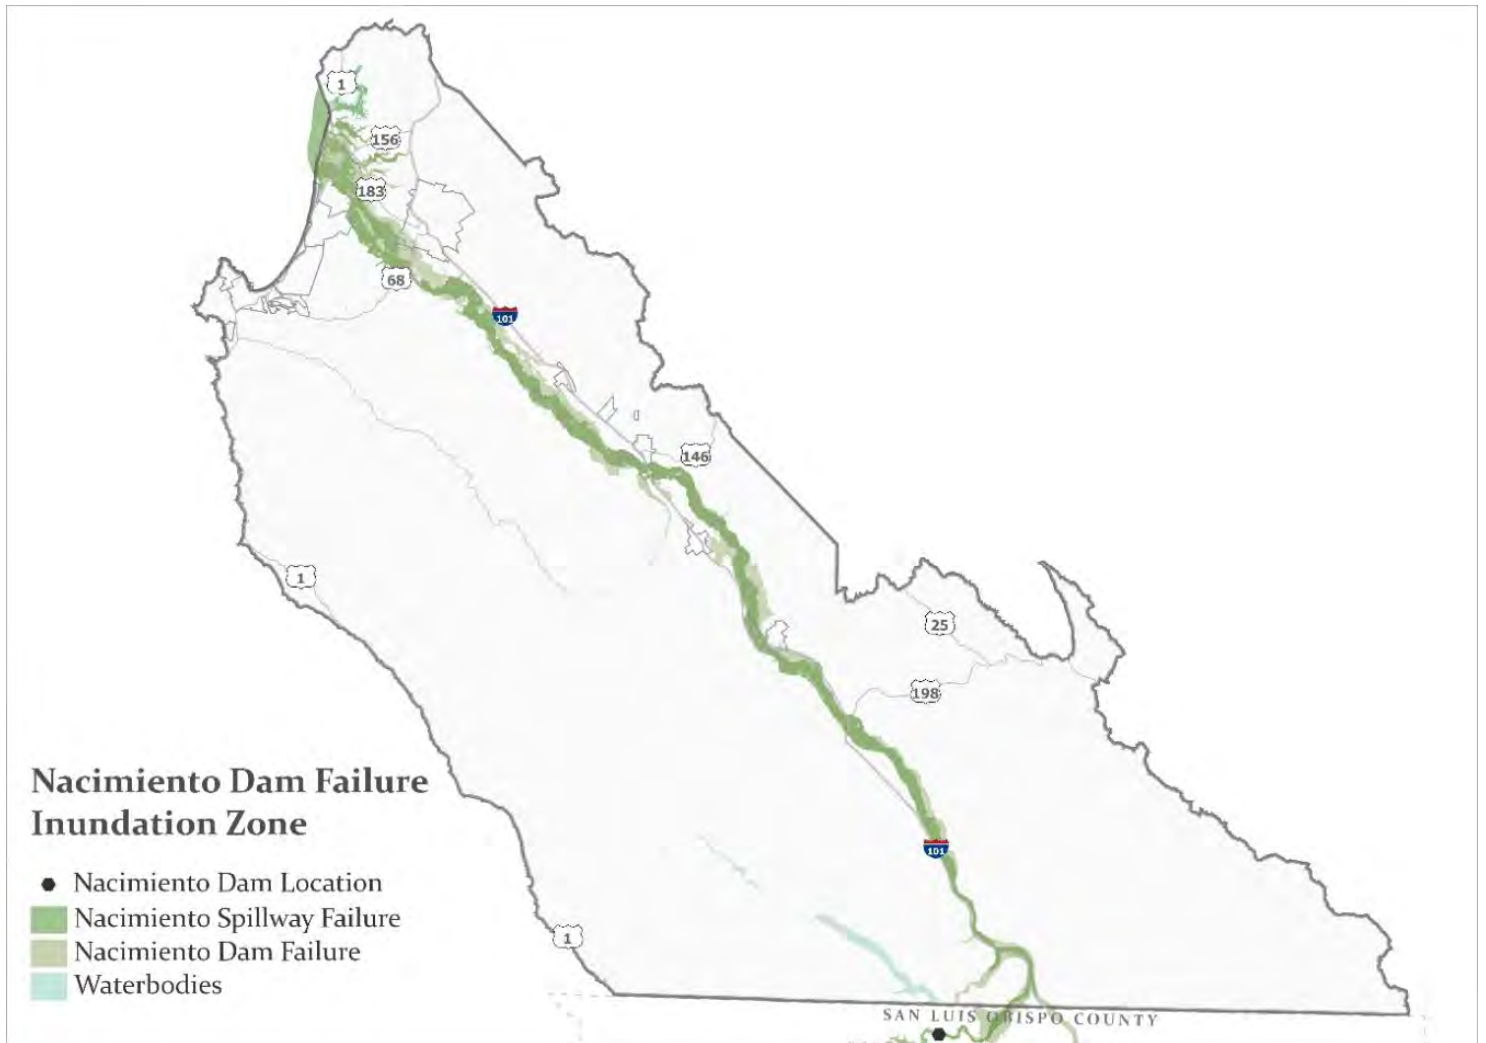 1
156
183
68
101
146
1
25
198
Nacimiento Dam Failure
Inundation Zone
101
Nacimiento Dam Location
Nacimiento Spillway Failure
1
Nacimiento Dam Failure
Waterbodies
SAN LUIS OBISPO COUNTY